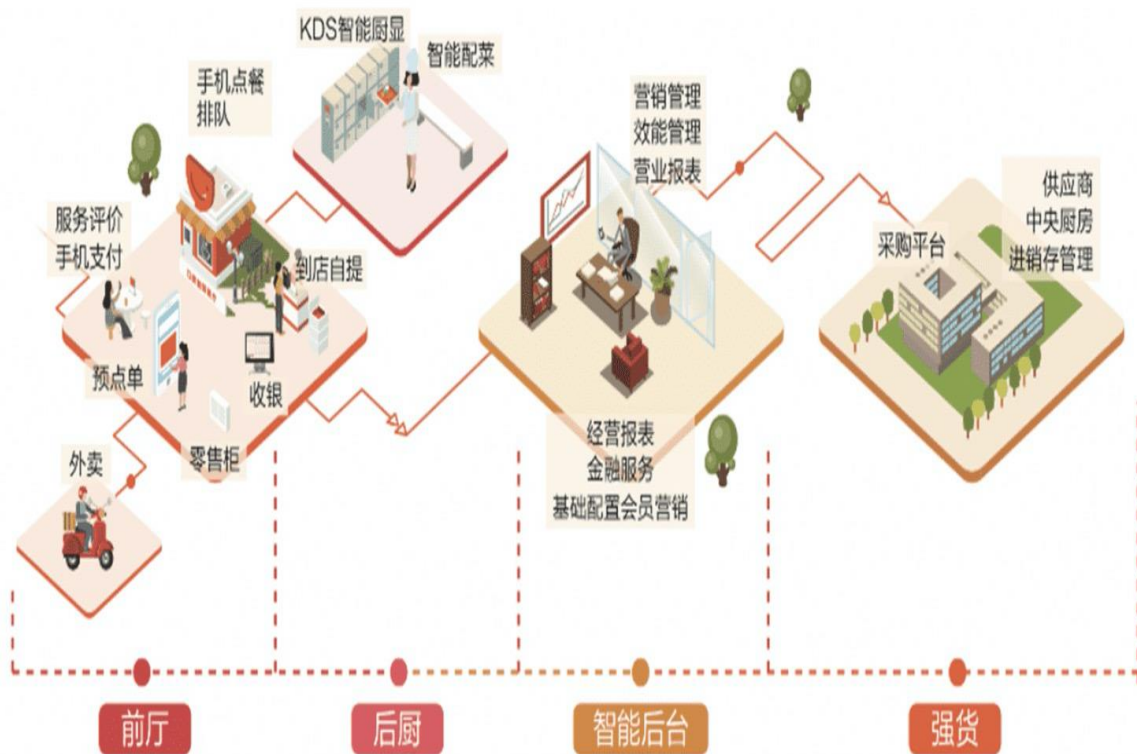 KDS智能厨显
智能配菜
手机点餐
排队
服务评价
手机支付
到店自提
预点单
收银
零售柜
外卖
营销管理
效能管理
营业报表
经营报表
金融服务
基础配置会员营销
采购平台
供应商
中央厨房
进销存管理
前厅
后厨
智能后台
强货